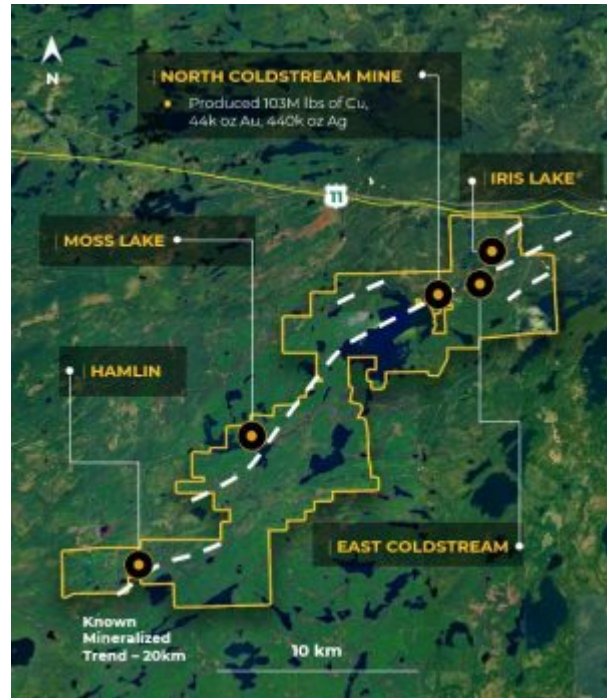 N
NORTH COLDSTREAM MINE
Produced 103M lbs of Cu,
44k oz Au, 440k oz Ag
IRIS LAKE
11
MOSS LAKE
HAMLIN
EAST COLDSTREAM
Known
Mineralized
Trend – 20km
10 km